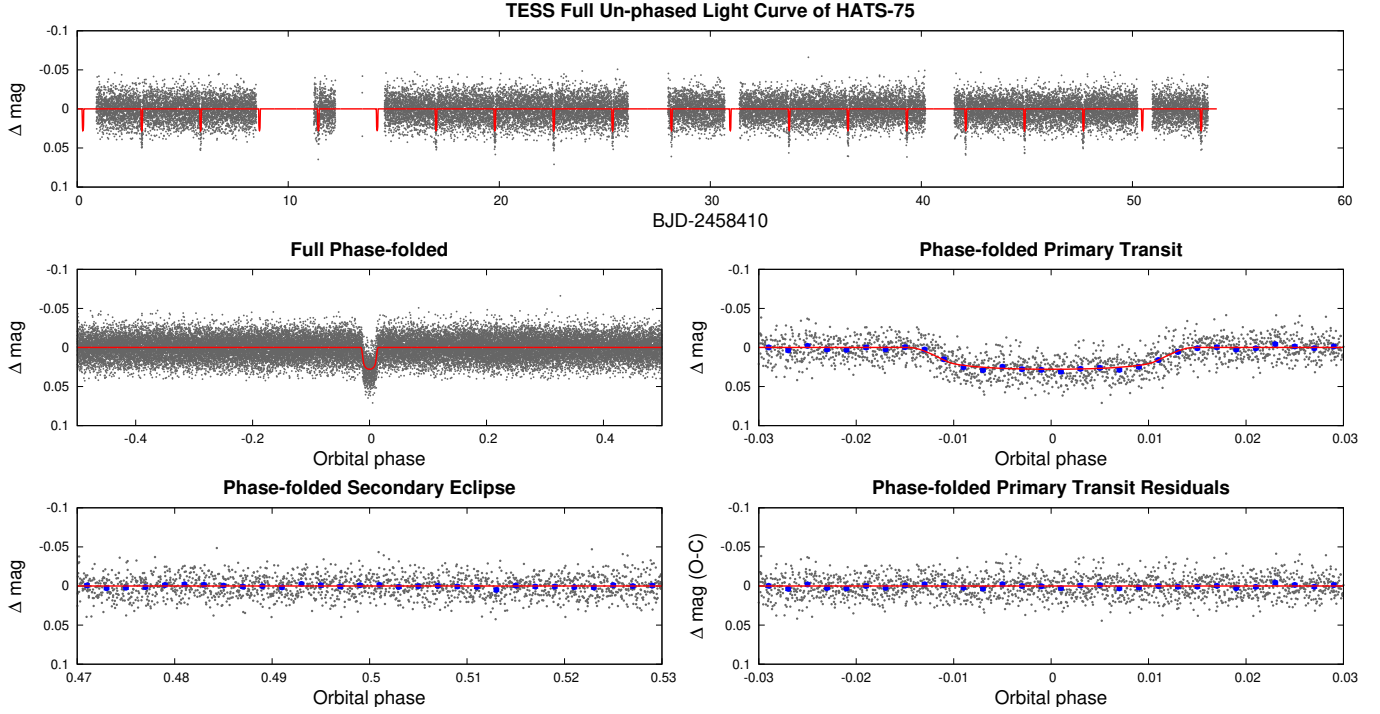 TESS Full Un-phased Light Curve of HATS-75
-0.1
-0.05
0
0.05
0.1
Δ mag
0 10 20 30 40 50 60
BJD-2458410
Full Phase-folded
-0.1
-0.05
0
0.05
0.1
Δ mag
-0.4 -0.2 0 0.2 0.4
Orbital phase
Phase-folded Primary Transit
-0.1
-0.05
0
0.05
0.1
Δ mag
-0.03 -0.02 -0.01 0 0.01 0.02 0.03
Orbital phase
Phase-folded Secondary Eclipse
-0.1
-0.05
0
0.05
0.1
Δ mag
0.47 0.48 0.49 0.5 0.51 0.52 0.53
Orbital phase
Phase-folded Primary Transit Residuals
-0.1
-0.05
0
0.05
0.1
Δ mag (O-C)
-0.03 -0.02 -0.01 0 0.01 0.02 0.03
Orbital phase